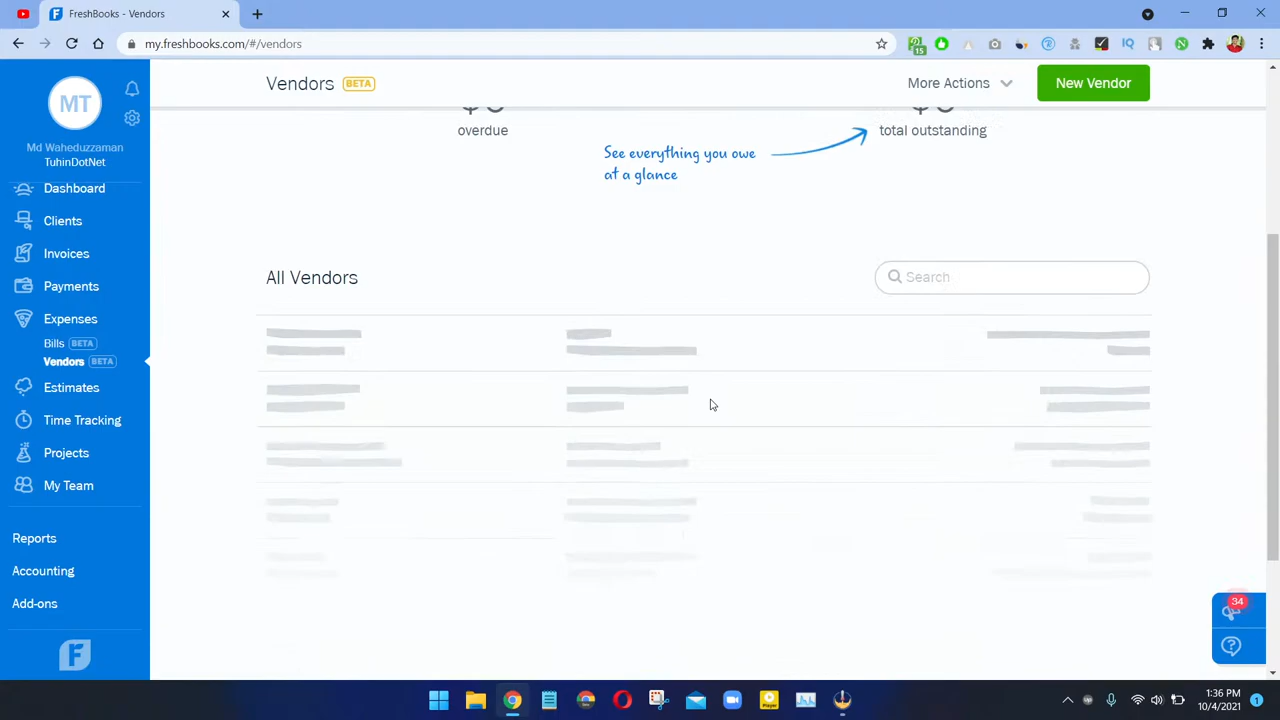 FreshBooks - Vendors
my.freshbooks.com/#/vendors
15
MT
Md Waheduzzaman
TuhinDotNet
Dashboard
Clients
Invoices
Payments
Expenses
Bills BETA
Vendors BETA
Estimates
Time Tracking
Projects
My Team
Reports
Accounting
Add-ons
Vendors BETA
More Actions
New Vendor
overdue
total outstanding
See everything you owe
at a glance
All Vendors
Search
34
1:36 PM
10/4/2021